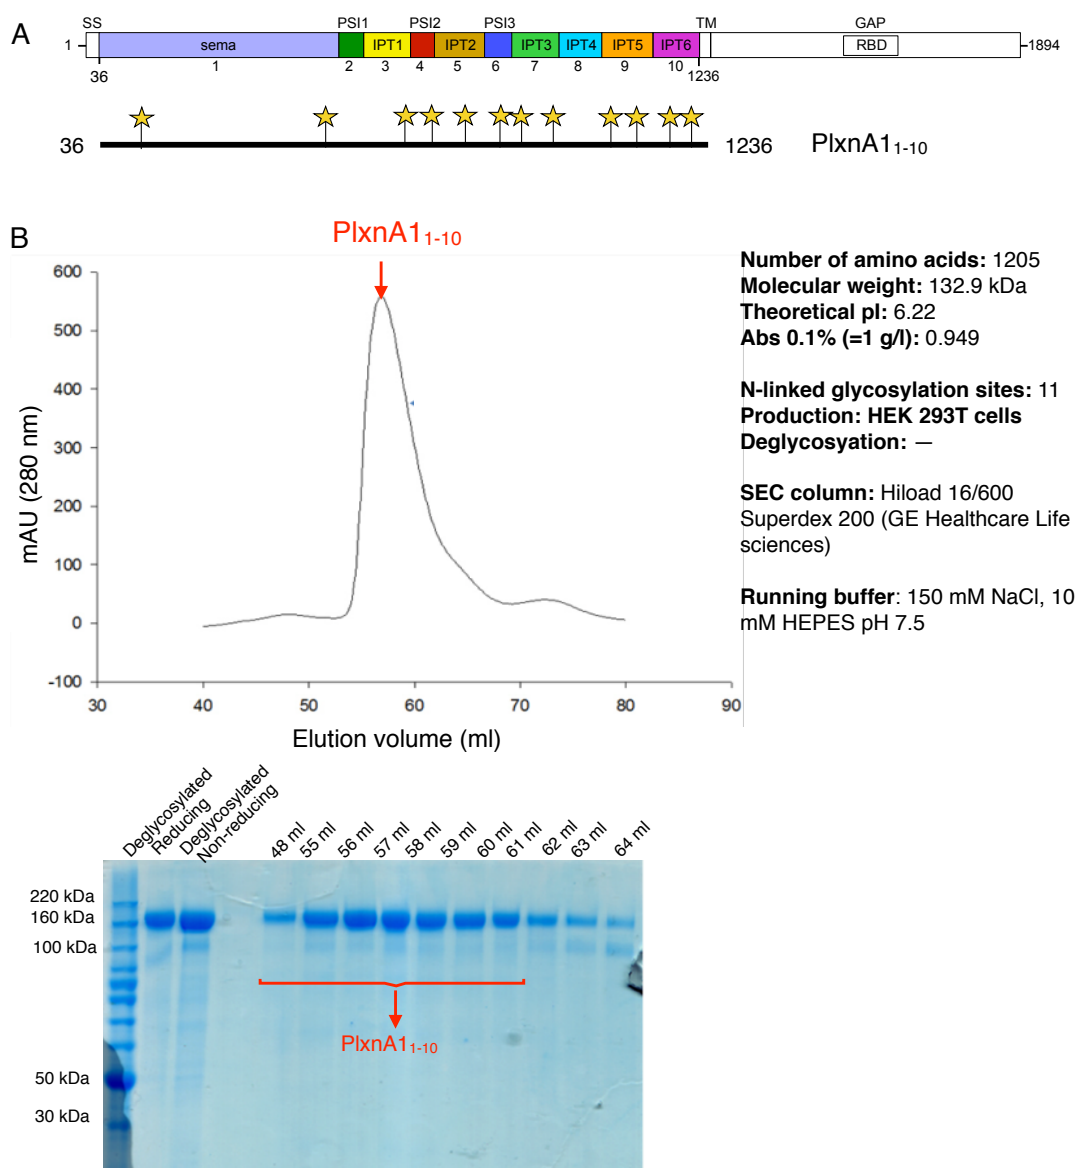 A
SS
PSI1
PSI2
PSI3
TM
GAP
1
sema
IPT1
IPT2
IPT3
IPT4
IPT5
IPT6
RBD
1894
36
1
2
3
4
5
6
7
8
9
10
1236
36
1236
PlxnA1₁₋₁₀
B
PlxnA1₁₋₁₀
600
500
400
300
200
100
0
-100
30
40
50
60
70
80
90
mAU (280 nm)
Elution volume (ml)
Number of amino acids: 1205
Molecular weight: 132.9 kDa
Theoretical pI: 6.22
Abs 0.1% (=1 g/l): 0.949
N-linked glycosylation sites: 11
Production: HEK 293T cells
Deglycosyation: —
SEC column: Hiload 16/600
Superdex 200 (GE Healthcare Life
sciences)
Running buffer: 150 mM NaCl, 10
mM HEPES pH 7.5
Deglycosylated
Reducing
Deglycosylated
Non-reducing
48 ml
55 ml
56 ml
57 ml
58 ml
59 ml
60 ml
61 ml
62 ml
63 ml
64 ml
220 kDa
160 kDa
100 kDa
50 kDa
30 kDa
PlxnA1₁₋₁₀